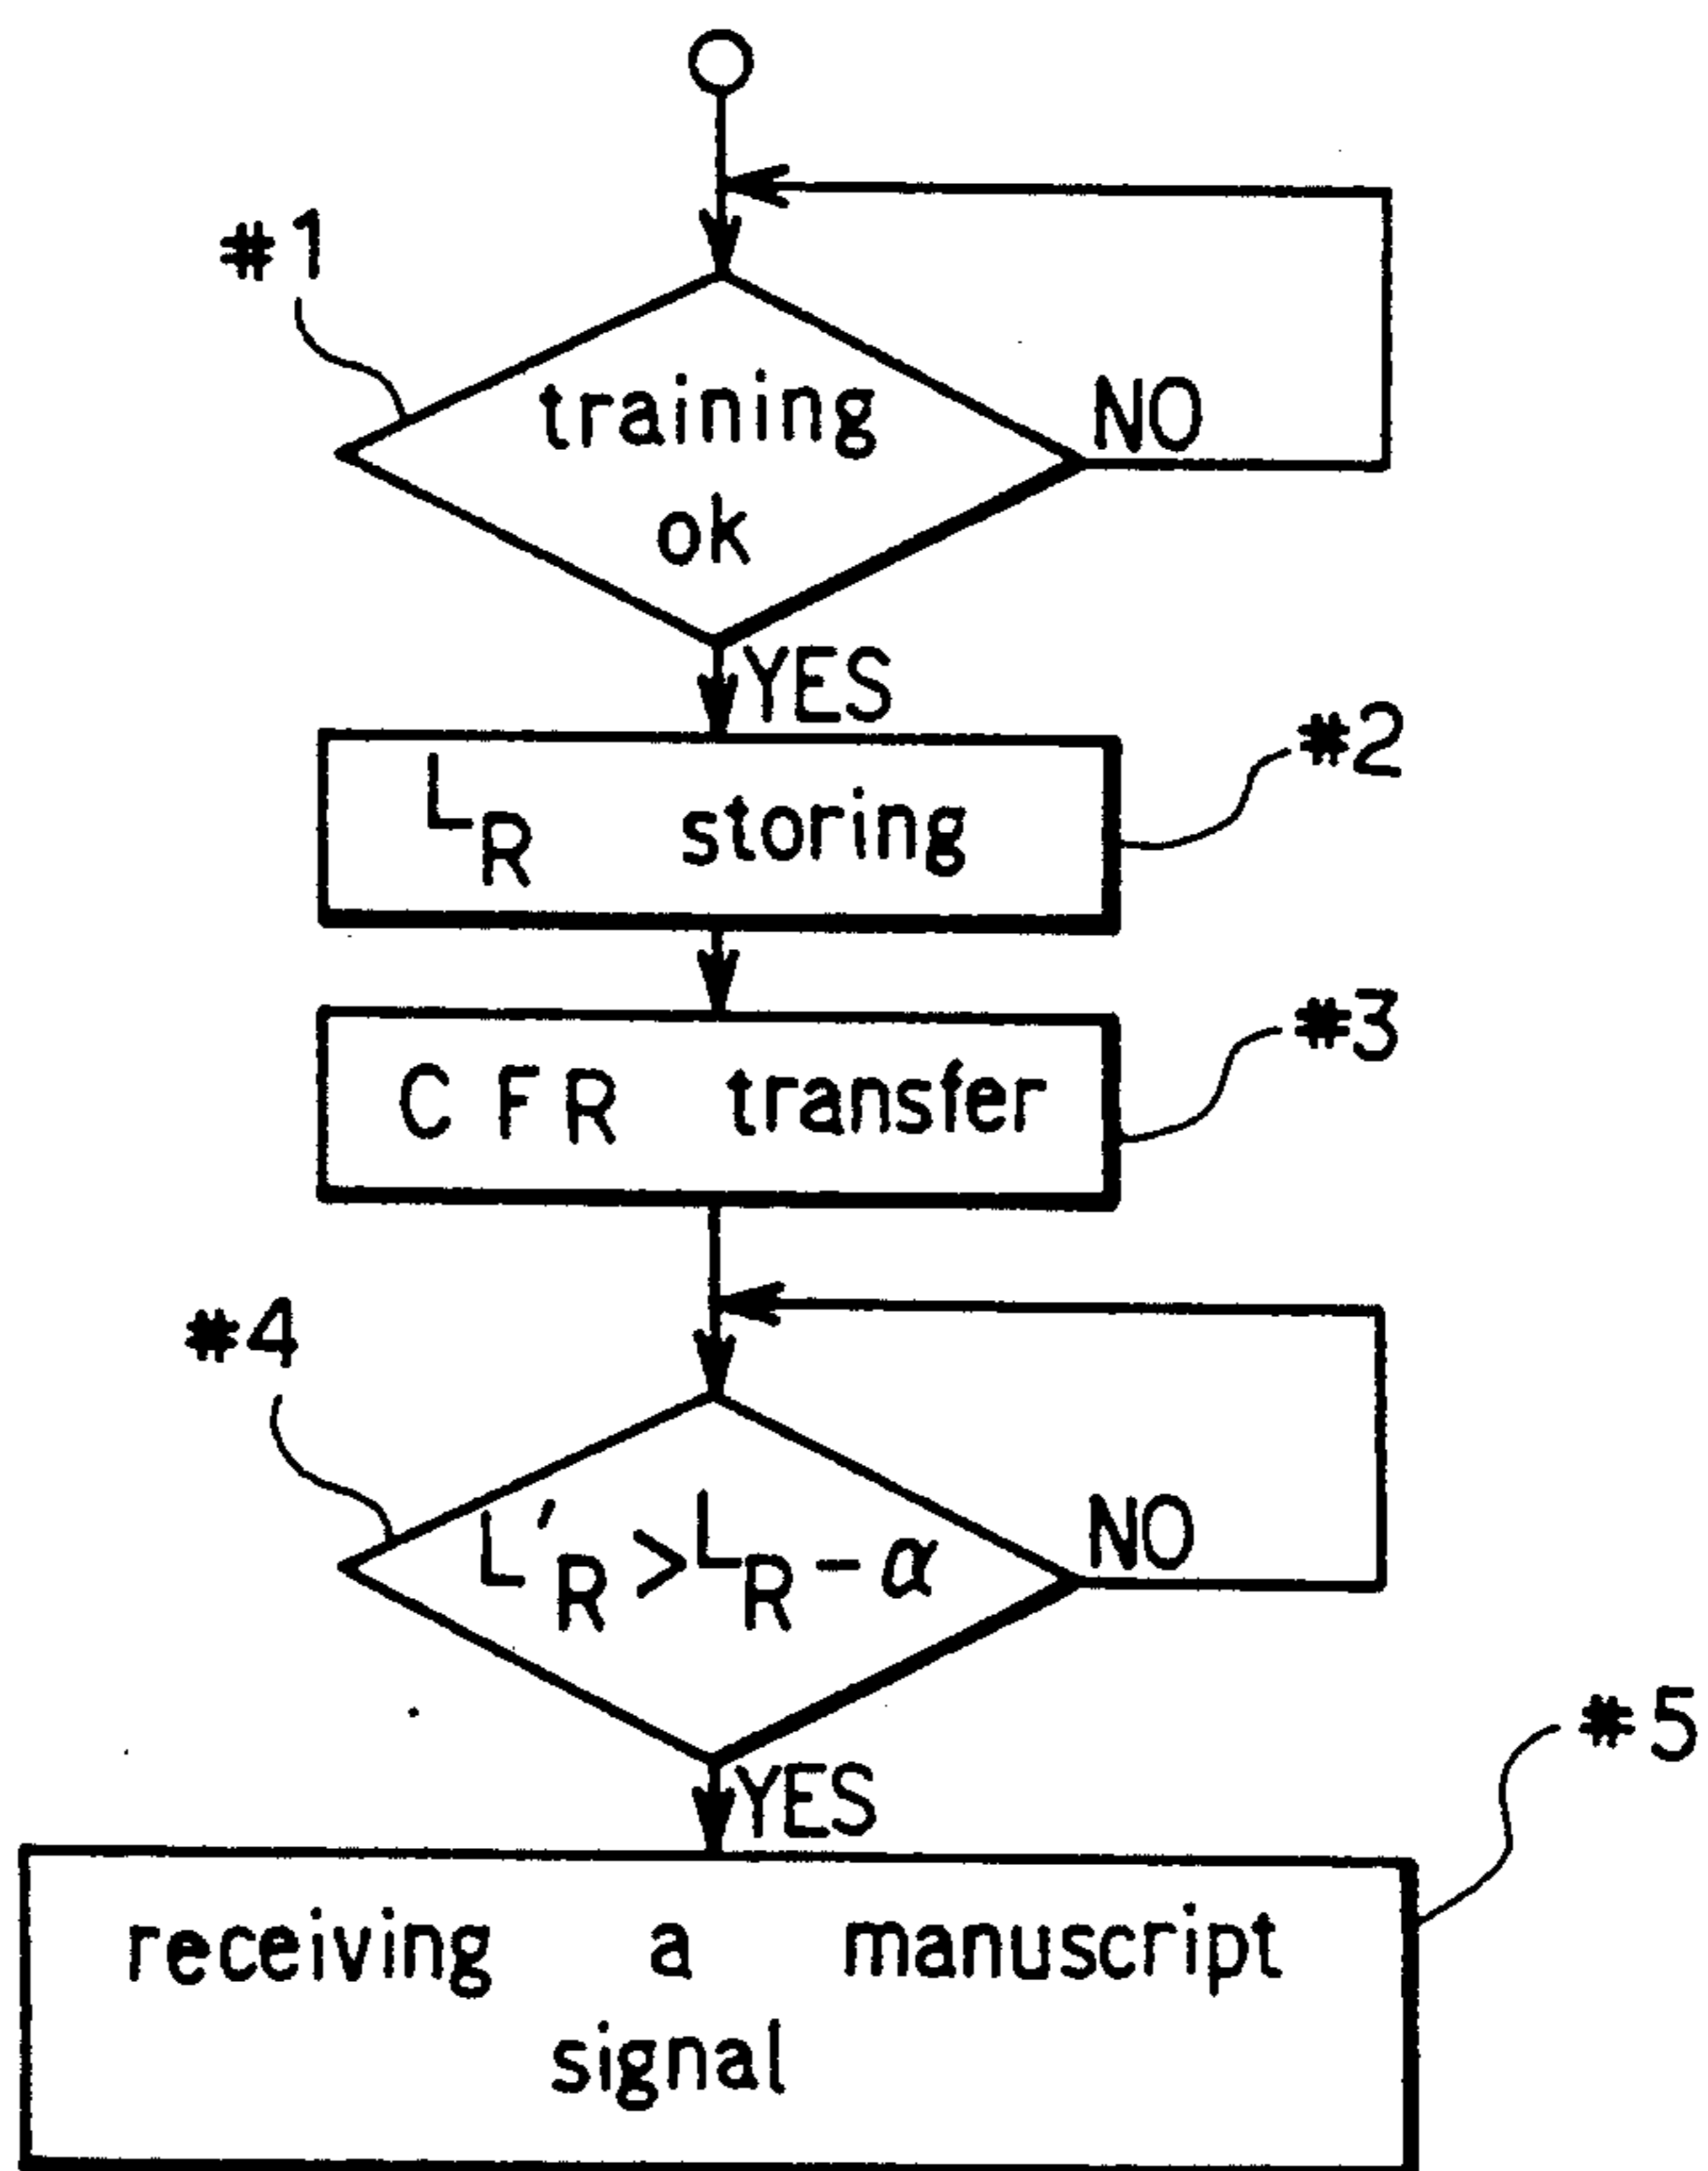 #1
training
ok
NO
YES
L_R storing
#2
C F R transfer
#3
#4
L'_R > L_R - α
NO
YES
#5
receiving a manuscript
signal